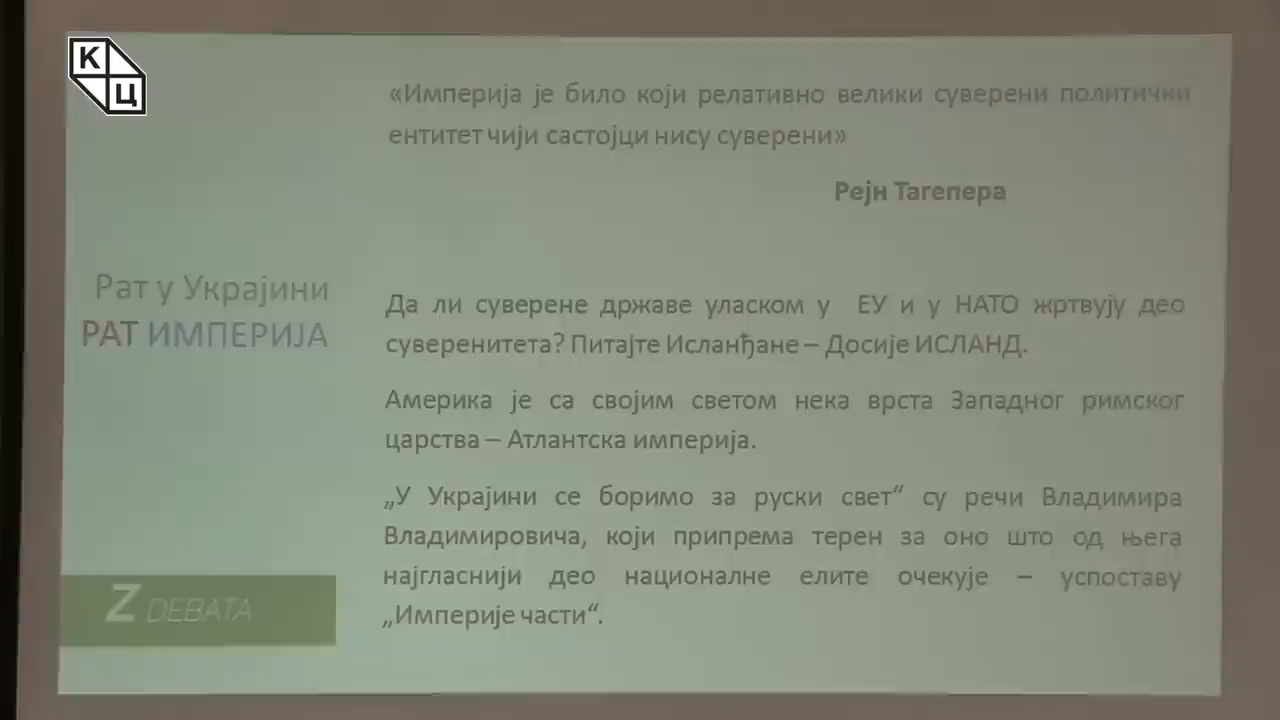 К
Ц
«Империја је било који релативно велики суверени политички
ентитет чији састојци нису суверени»
Рејн Тагепера
Рат у Украјини
РАТ ИМПЕРИЈА
Да ли суверене државе уласком у ЕУ и у НАТО жртвују део
суверенитета? Питајте Исланђане – Досије ИСЛАНД.
Америка је са својим светом нека врста Западног римског
царства – Атлантска империја.
„У Украјини се боримо за руски свет“ су речи Владимира
Владимировича, који припрема терен за оно што од њега
најгласнији део националне елите очекује – успоставу
„Империје части“.
Z DEBATA